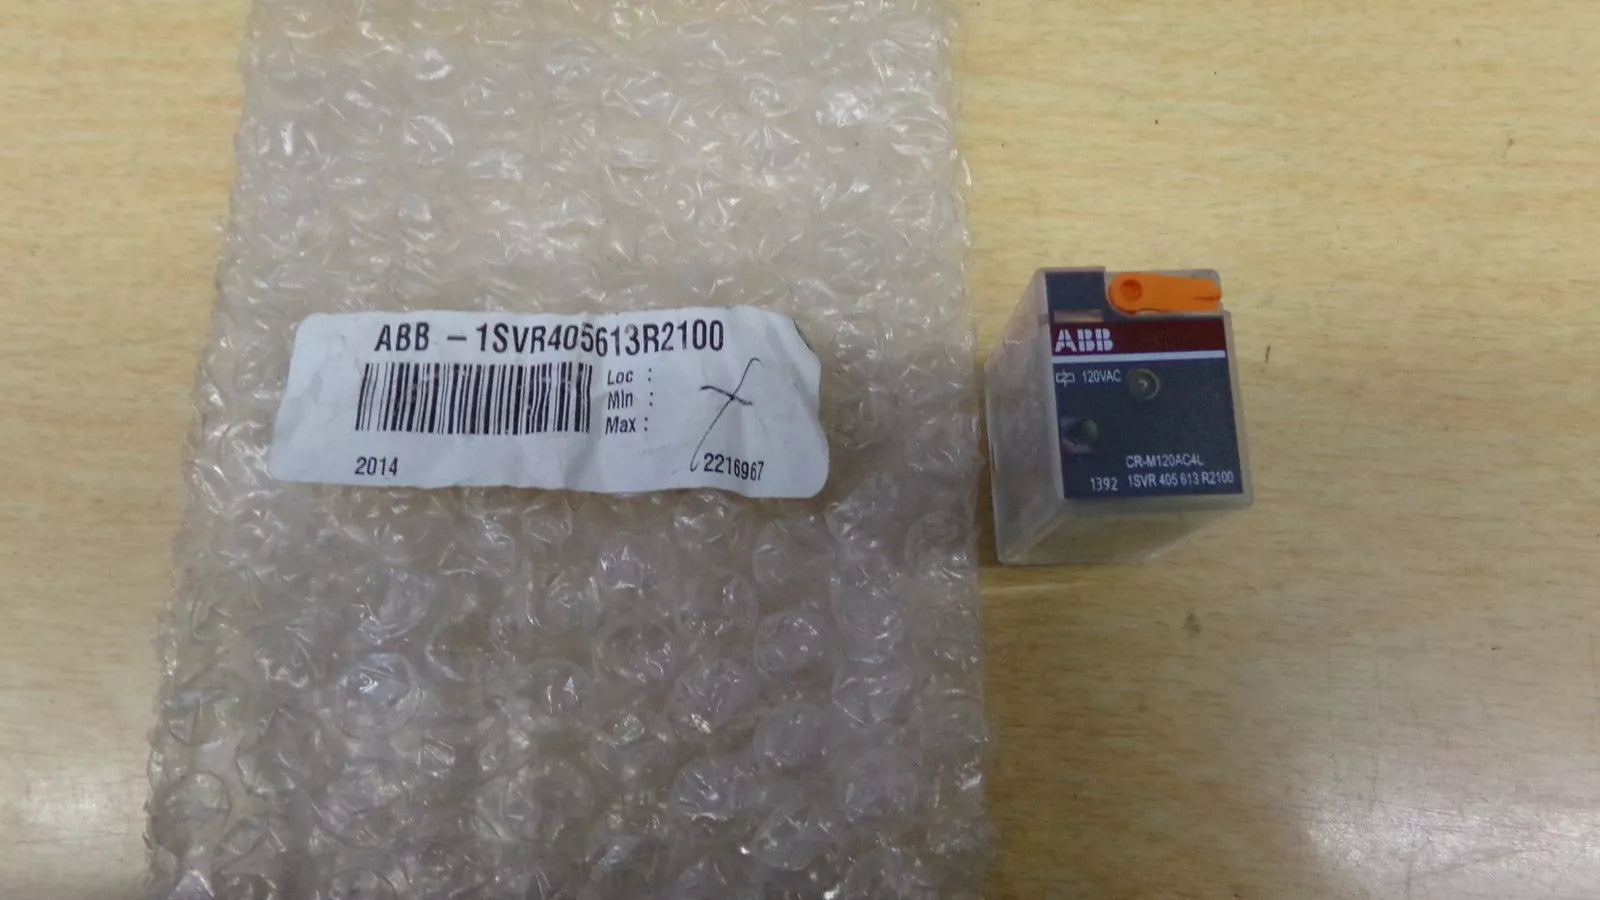 ABB - 1SVR405613R2100
Loc :
Min :
Max :
2014
2216967
ABB
120VAC
CR-M120AC4L
1392 1SVR 405 613 R2100